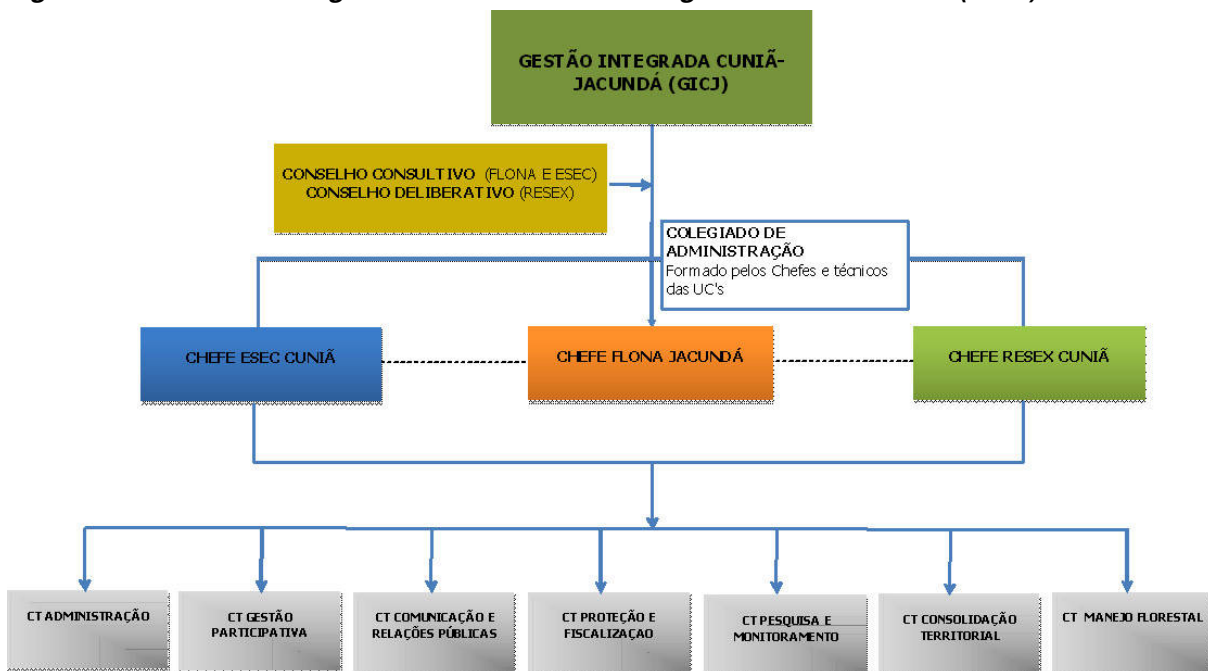 GESTÃO INTEGRADA CUNIÃ-
JACUNDÁ (GICJ)
CONSELHO CONSULTIVO (FLONA E ESEC)
CONSELHO DELIBERATIVO (RESEX)
COLEGIADO DE
ADMINISTRAÇÃO
Formado pelos Chefes e técnicos
das UC's
CHEFE ESEC CUNIÃ
CHEFE FLONA JACUNDÁ
CHEFE RESEX CUNIÃ
CT ADMINISTRAÇÃO
CT GESTÃO
PARTICIPATIVA
CT COMUNICAÇÃO E
RELAÇÕES PÚBLICAS
CT PROTEÇÃO E
FISCALIZAÇAO
CT PESQUISA E
MONITORAMENTO
CT CONSOLIDAÇÃO
TERRITORIAL
CT MANEJO FLORESTAL